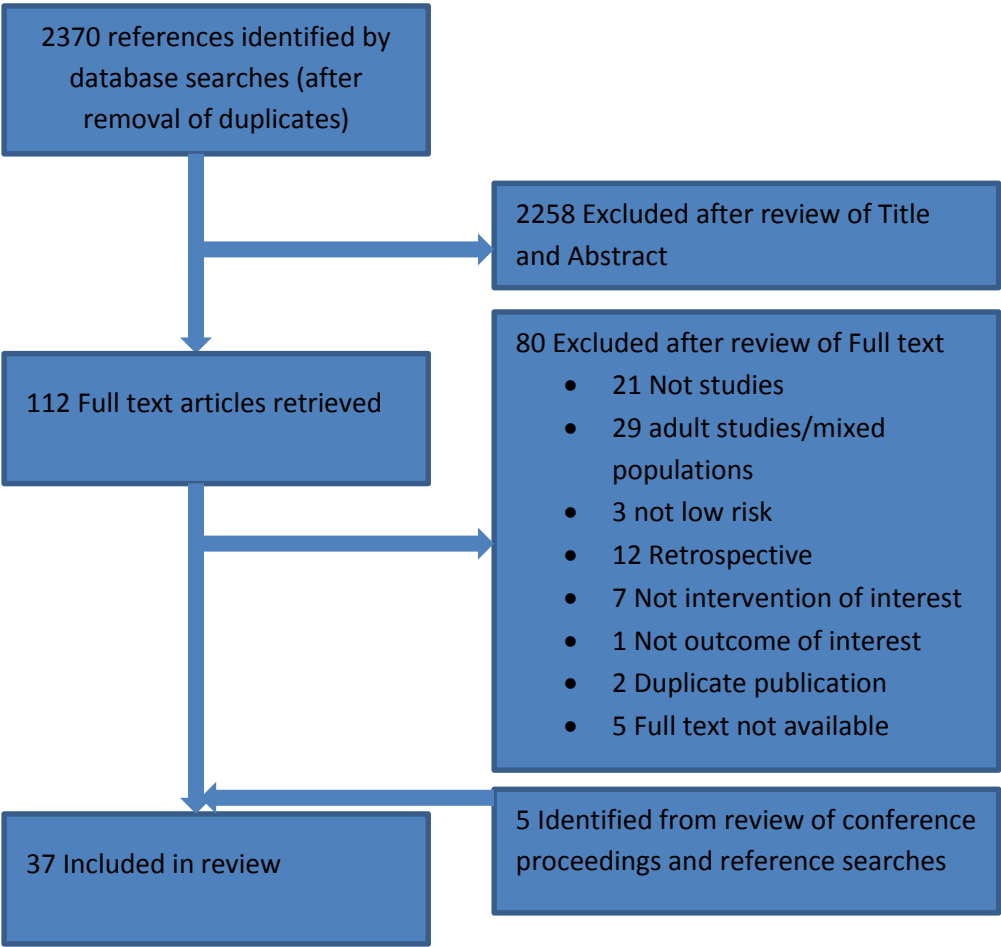 2370 references identified by
database searches (after
removal of duplicates)
2258 Excluded after review of Title
and Abstract
112 Full text articles retrieved
80 Excluded after review of Full text
• 21 Not studies
• 29 adult studies/mixed
populations
• 3 not low risk
• 12 Retrospective
• 7 Not intervention of interest
• 1 Not outcome of interest
• 2 Duplicate publication
• 5 Full text not available
5 Identified from review of conference
proceedings and reference searches
37 Included in review